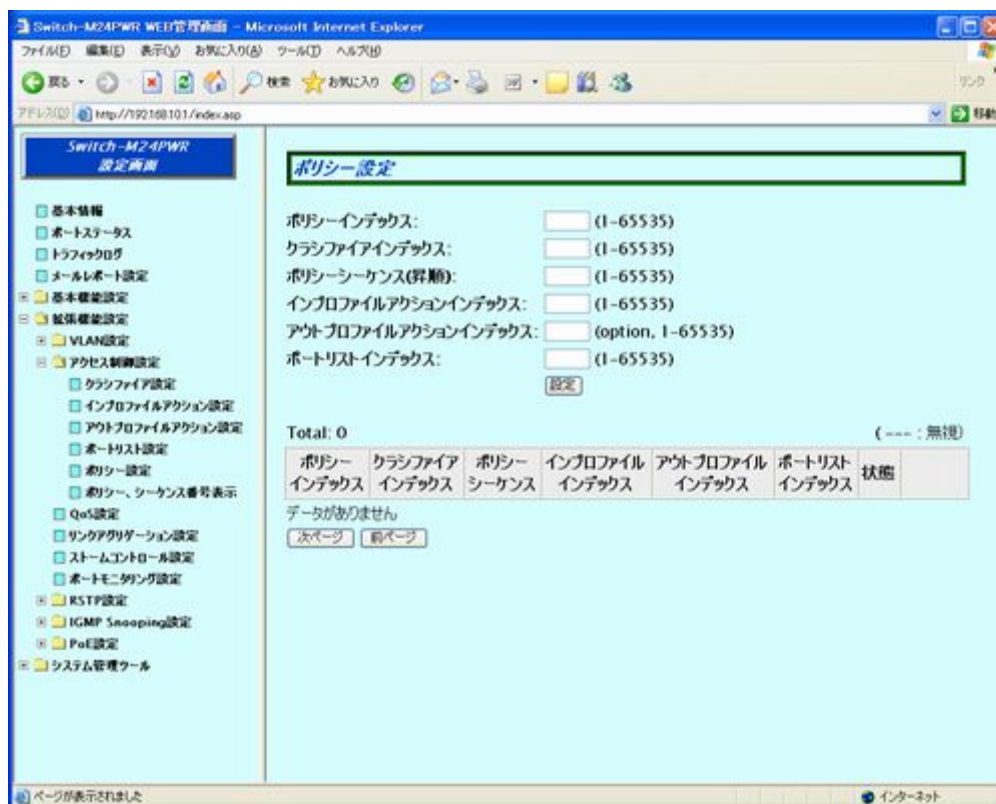 Switch-M24PWR WEB管理画面 - Microsoft Internet Explorer
ファイル(F) 編集(E) 表示(V) お気に入り(A) ツール(T) ヘルプ(H)
戻る 検索 お気に入り リンク
アドレス(D) http://192.168.1.01/index.asp 移動
Switch-M24PWR
設定画面
基本情報
ポートステータス
トラフィックログ
メールレポート設定
基本機能設定
拡張機能設定
VLAN設定
アクセス制御設定
クラシファイア設定
インプロファイルアクション設定
アウトプロファイルアクション設定
ポートリスト設定
ポリシー設定
ポリシー、シーケンス番号表示
QoS設定
リンクアグリゲーション設定
ストームコントロール設定
ポートモニタリング設定
RSTP設定
IGMP Snooping設定
PoE設定
システム管理ツール
ポリシー設定
ポリシーインデックス: (1-65535)
クラシファイアインデックス: (1-65535)
ポリシーシーケンス(昇順): (1-65535)
インプロファイルアクションインデックス: (1-65535)
アウトプロファイルアクションインデックス: (option, 1-65535)
ポートリストインデックス: (1-65535)
設定
Total: 0 ( --- : 無視)
ポリシーインデックス クラシファイアインデックス ポリシーシーケンス インプロファイルインデックス アウトプロファイルインデックス ポートリストインデックス 状態
データがありません
次ページ 前ページ
ページが表示されました インターネット